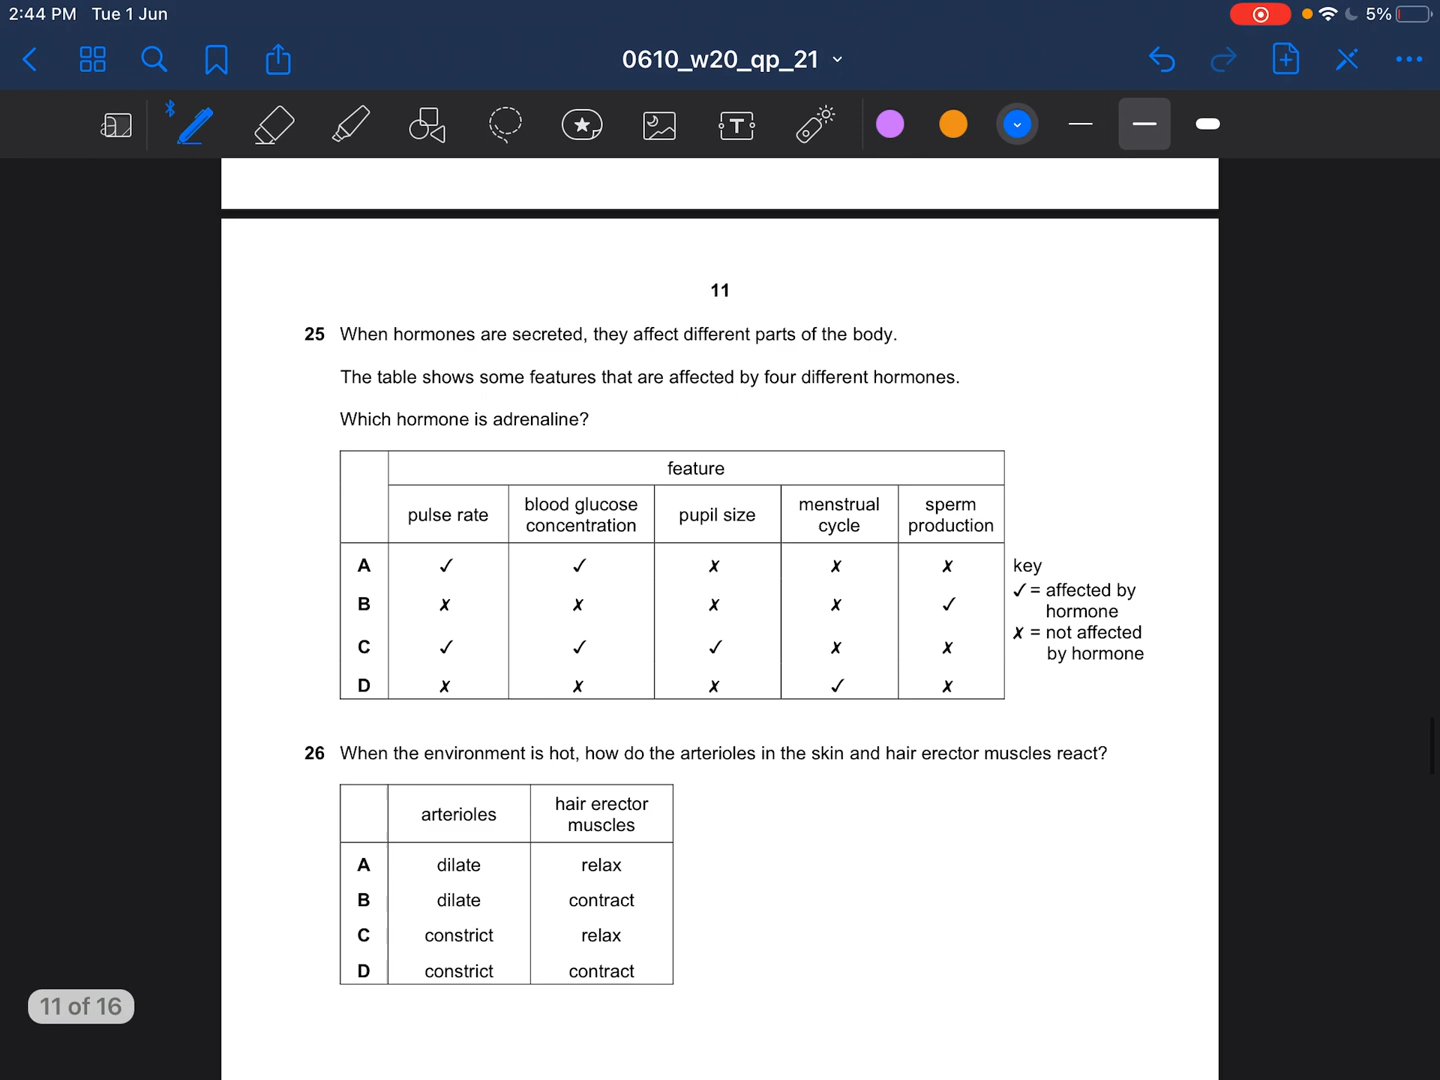 2:44 PM Tue 1 Jun
5%
0610_w20_qp_21
T
11
25 When hormones are secreted, they affect different parts of the body.
The table shows some features that are affected by four different hormones.
Which hormone is adrenaline?
feature
pulse rate blood glucose concentration pupil size menstrual cycle sperm production
A ✓ ✓ ✗ ✗ ✗
B ✗ ✗ ✗ ✗ ✓
C ✓ ✓ ✓ ✗ ✗
D ✗ ✗ ✗ ✓ ✗
key
✓ = affected by
hormone
✗ = not affected
by hormone
26 When the environment is hot, how do the arterioles in the skin and hair erector muscles react?
arterioles hair erector muscles
A dilate relax
B dilate contract
C constrict relax
D constrict contract
11 of 16